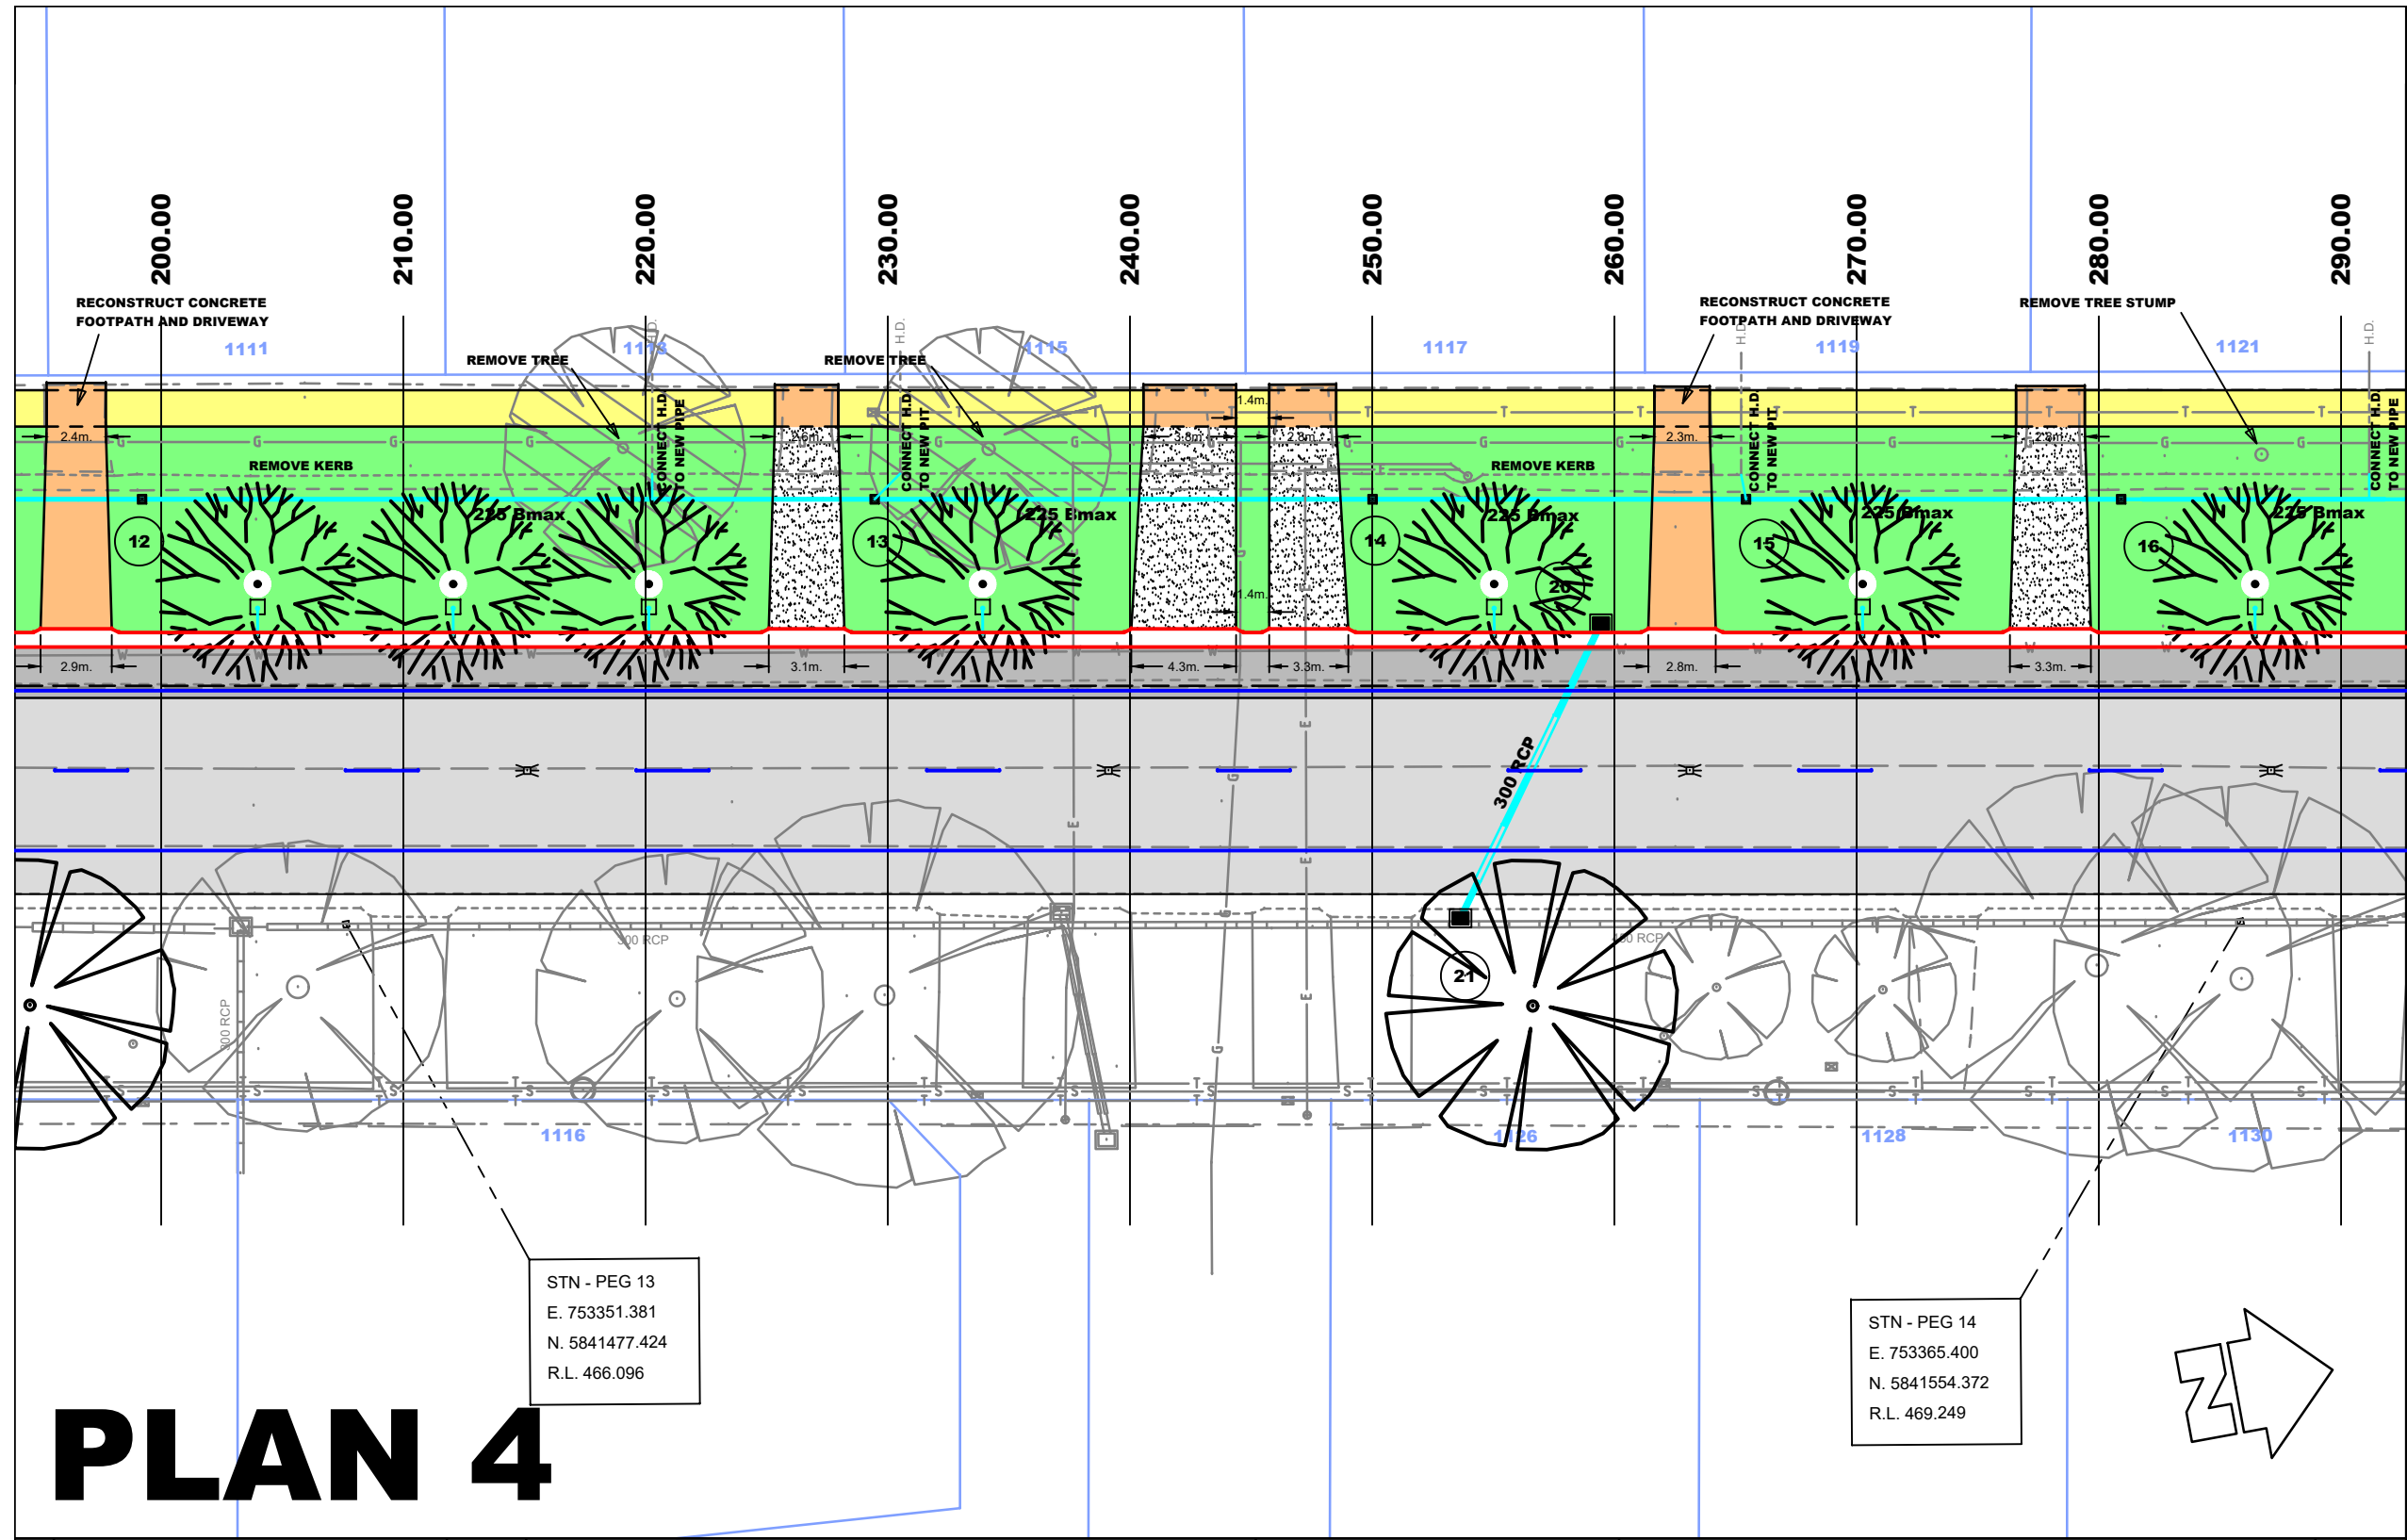 200.00
210.00
220.00
230.00
240.00
250.00
260.00
270.00
280.00
290.00
RECONSTRUCT CONCRETE
FOOTPATH AND DRIVEWAY
RECONSTRUCT CONCRETE
FOOTPATH AND DRIVEWAY
REMOVE TREE STUMP
1111
1113
1115
1117
1119
1121
REMOVE TREE
REMOVE TREE
H.D.
H.D.
H.D.
H.D.
CONNECT H.D.
TO NEW PIPE
CONNECT H.D.
TO NEW PIT
CONNECT H.D.
TO NEW PIT
CONNECT H.D.
TO NEW PIPE
2.4m.
2.6m.
3.8m.
1.4m.
2.8m.
2.3m.
2.8m.
REMOVE KERB
REMOVE KERB
225 Bmax
225 Bmax
225 Bmax
225 Bmax
225 Bmax
12
13
14
15
16
20
1.4m.
2.9m.
3.1m.
4.3m.
3.3m.
2.8m.
3.3m.
300 RCP
300 RCP
300 RCP
21
1116
1126
1128
1130
STN - PEG 13
E. 753351.381
N. 5841477.424
R.L. 466.096
STN - PEG 14
E. 753365.400
N. 5841554.372
R.L. 469.249
N
PLAN 4